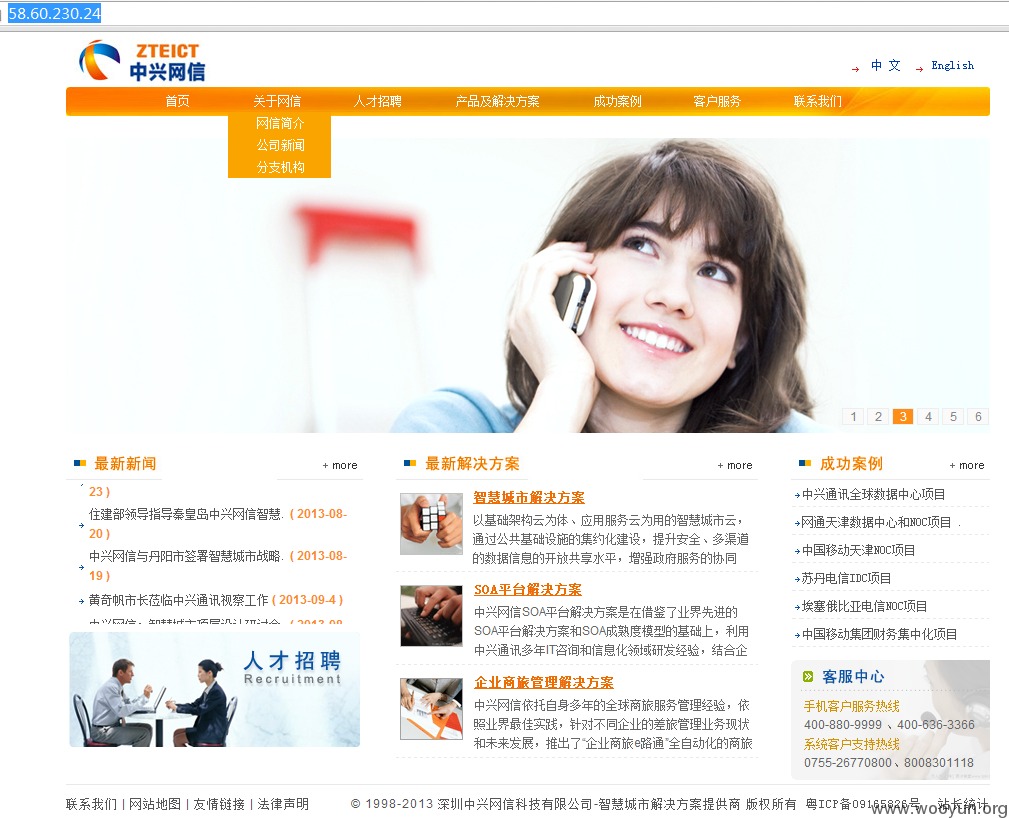 58.60.230.24
ZTEICT
中兴网信
中 文 English
首页 关于网信 人才招聘 产品及解决方案 成功案例 客户服务 联系我们
网信简介
公司新闻
分支机构
1 2 3 4 5 6
最新新闻 + more
23 )
住建部领导指导秦皇岛中兴网信智慧. ( 2013-08-
20 )
中兴网信与丹阳市签署智慧城市战略. ( 2013-08-
19 )
黄奇帆市长莅临中兴通讯视察工作 ( 2013-09-4 )
人才招聘
Recruitment
最新解决方案 + more
智慧城市解决方案
以基础架构云为体、应用服务云为用的智慧城市云，
通过公共基础设施的集约化建设，提升安全、多渠道
的数据信息的开放共享水平，增强政府服务的协同
SOA平台解决方案
中兴网信SOA平台解决方案是在借鉴了业界先进的
SOA平台解决方案和SOA成熟度模型的基础上，利用
中兴通讯多年IT咨询和信息化领域研发经验，结合企
企业商旅管理解决方案
中兴网信依托自身多年的全球商旅服务管理经验，依
照业界最佳实践，针对不同企业的差旅管理业务现状
和未来发展，推出了“企业商旅e路通”全自动化的商旅
成功案例 + more
中兴通讯全球数据中心项目
网通天津数据中心和NOC项目 .
中国移动天津NOC项目
苏丹电信IDC项目
埃塞俄比亚电信NOC项目
中国移动集团财务集中化项目
客服中心
手机客户服务热线
400-880-9999 、400-636-3366
系统客户支持热线
0755-26770800、8008301118
联系我们 | 网站地图 | 友情链接 | 法律声明 © 1998-2013 深圳中兴网信科技有限公司-智慧城市解决方案提供商 版权所有 粤ICP备09165826号 站长统计
www.wooyun.org